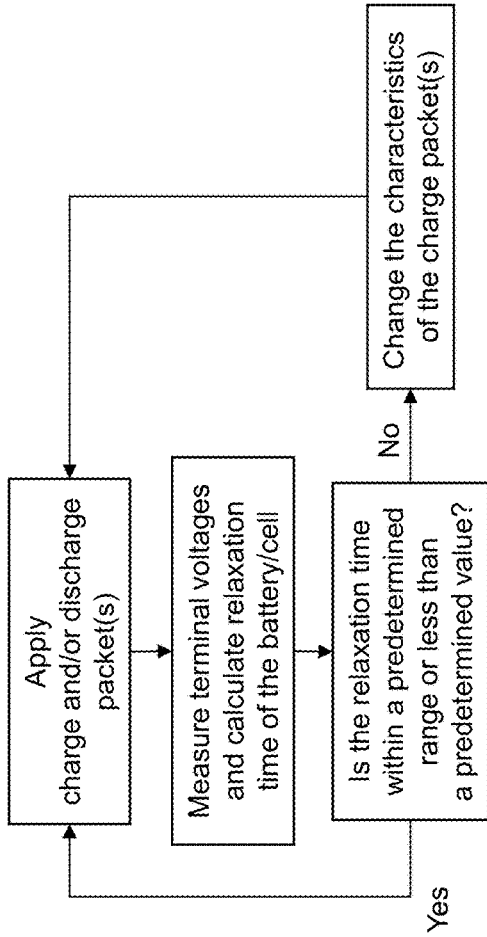 Apply
charge and/or discharge
packet(s)
Measure terminal voltages
and calculate relaxation
time of the battery/cell
Is the relaxation time
within a predetermined
range or less than
a predetermined value?
Yes
No
Change the characteristics
of the charge packet(s)